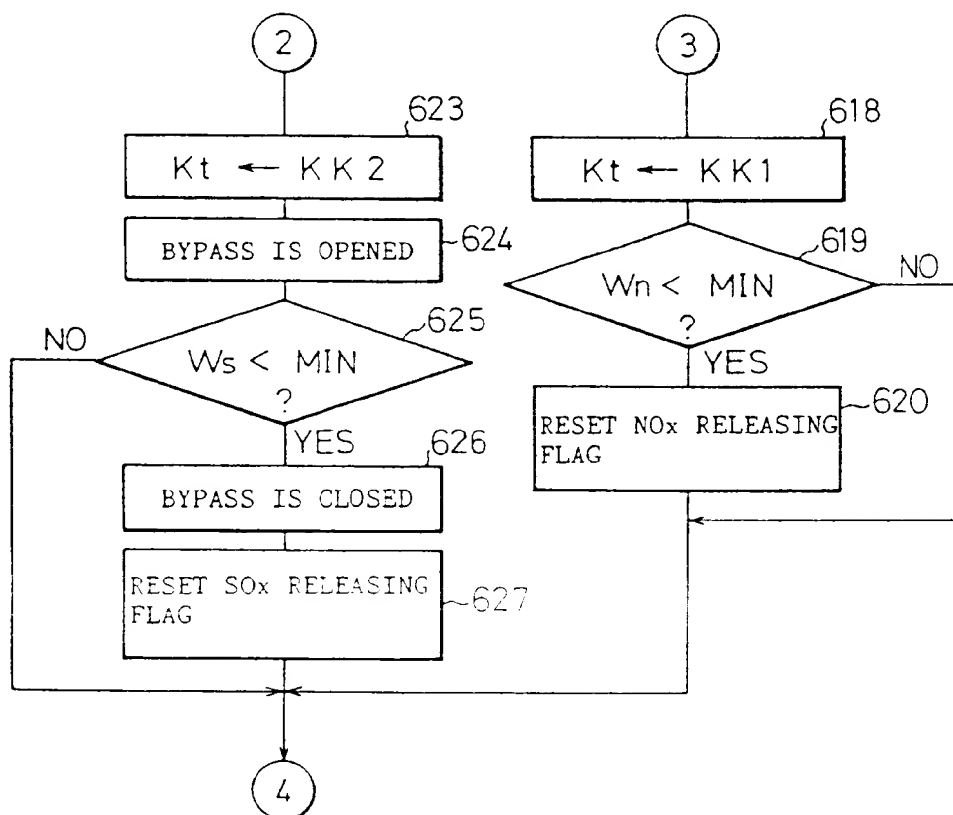 2
623
Kt ← KK2
BYPASS IS OPENED
624
625
NO
Ws < MIN
?
YES
626
BYPASS IS CLOSED
RESET SOx RELEASING
FLAG
627
3
618
Kt ← KK1
619
NO
Wn < MIN
?
YES
620
RESET NOx RELEASING
FLAG
4